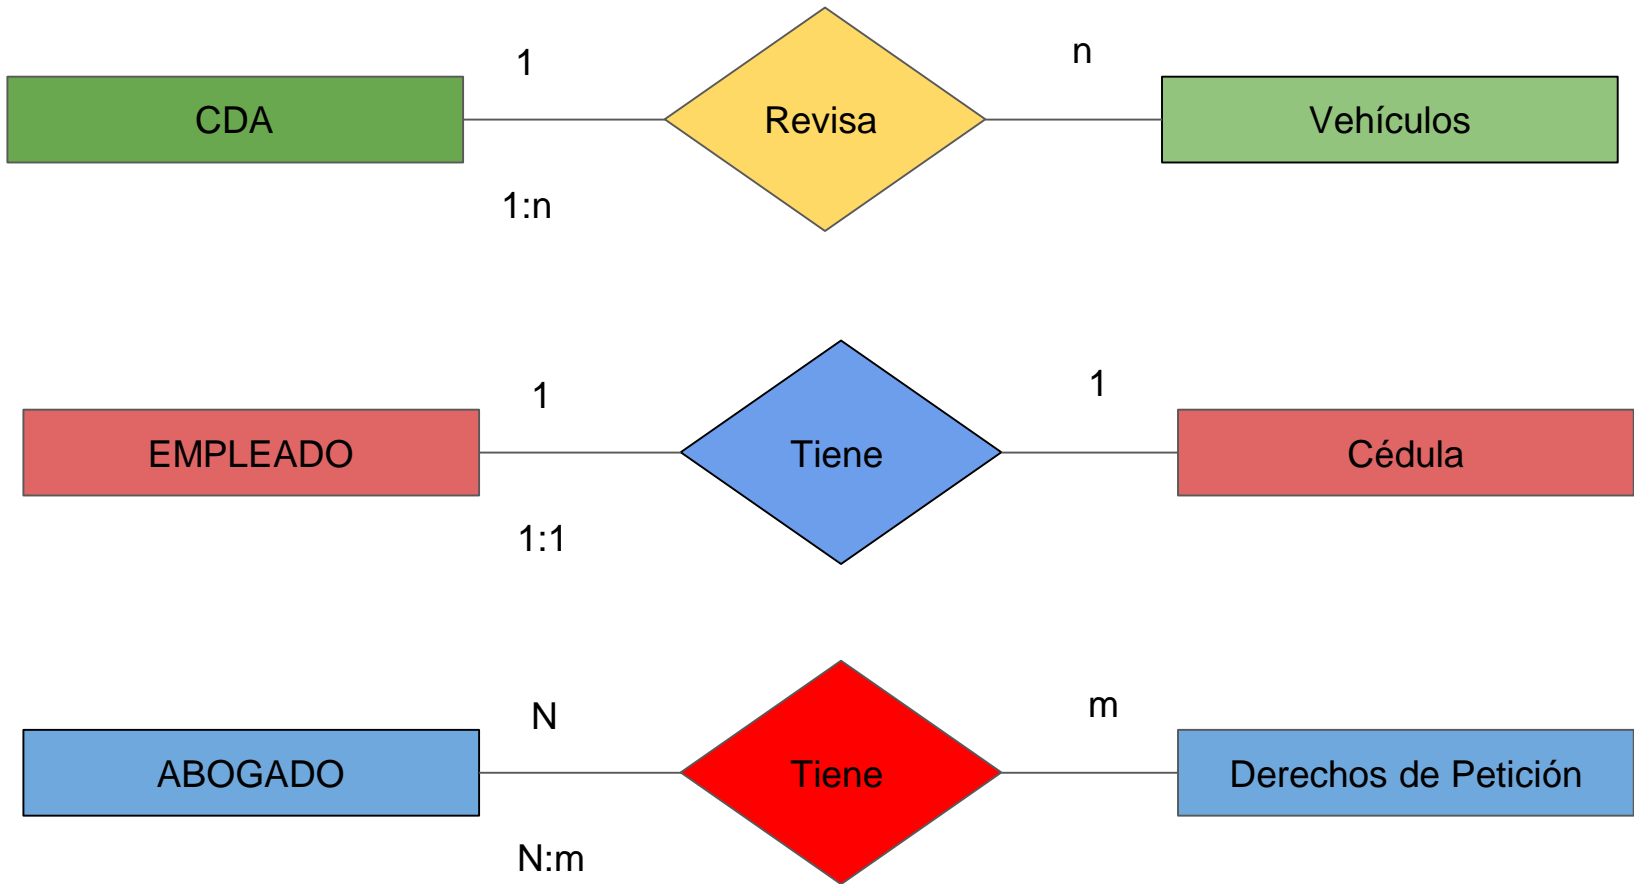 1
n
CDA
Revisa
Vehículos
1:n
1
1
EMPLEADO
Tiene
Cédula
1:1
N
m
ABOGADO
Tiene
Derechos de Petición
N:m